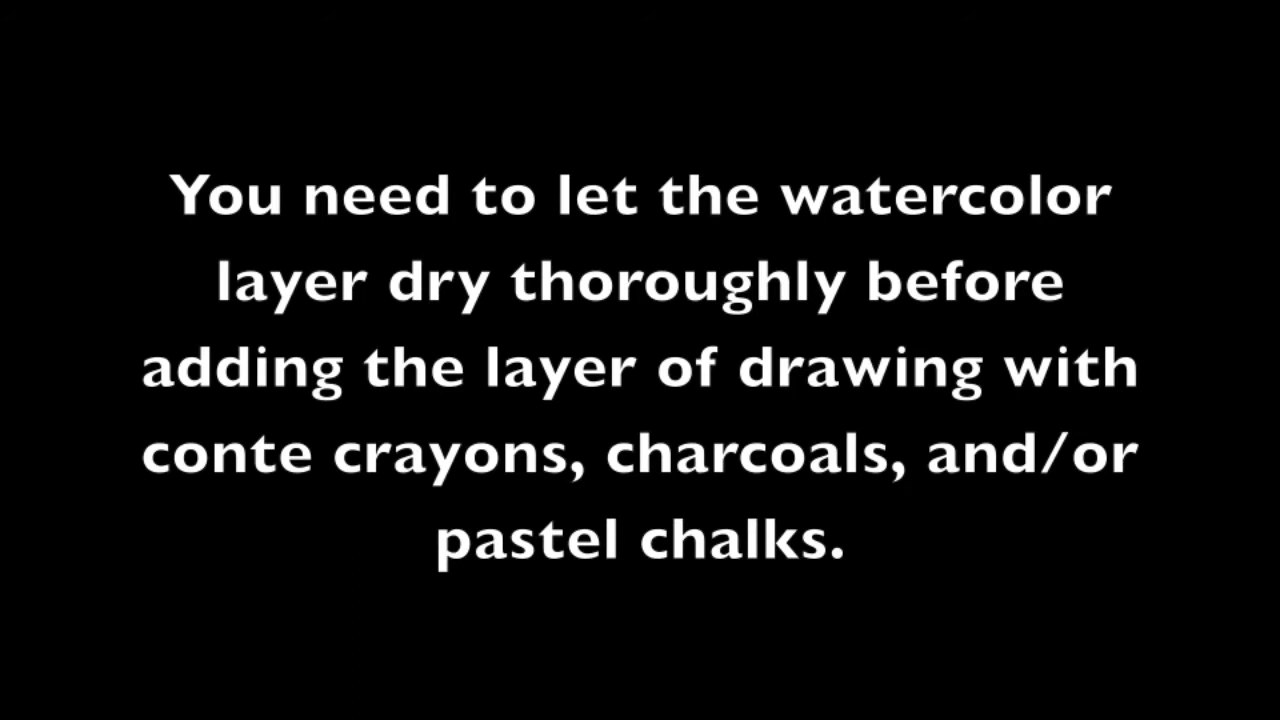 You need to let the watercolor
layer dry thoroughly before
adding the layer of drawing with
conte crayons, charcoals, and/or
pastel chalks.